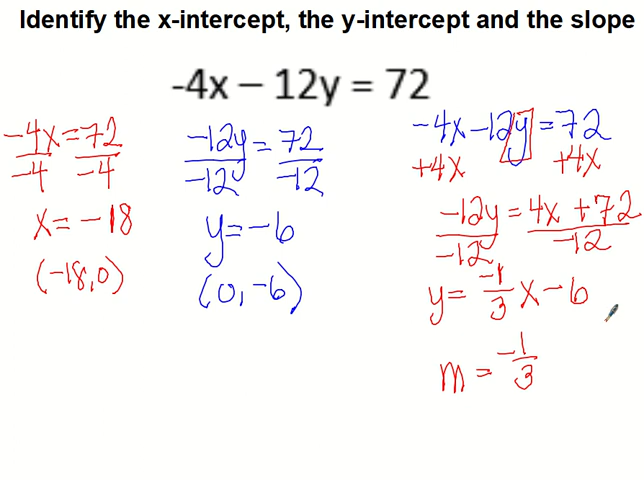 Identify the x-intercept, the y-intercept and the slope
-4x – 12y = 72
-4x = 72
-4 -4
x = -18
(-18,0)
-12y = 72
-12 -12
y = -6
(0, -6)
-4x -12y = 72
+4x +4x
-12y = 4x + 72
-12 -12
y = -1/3 x - 6
m = -1/3